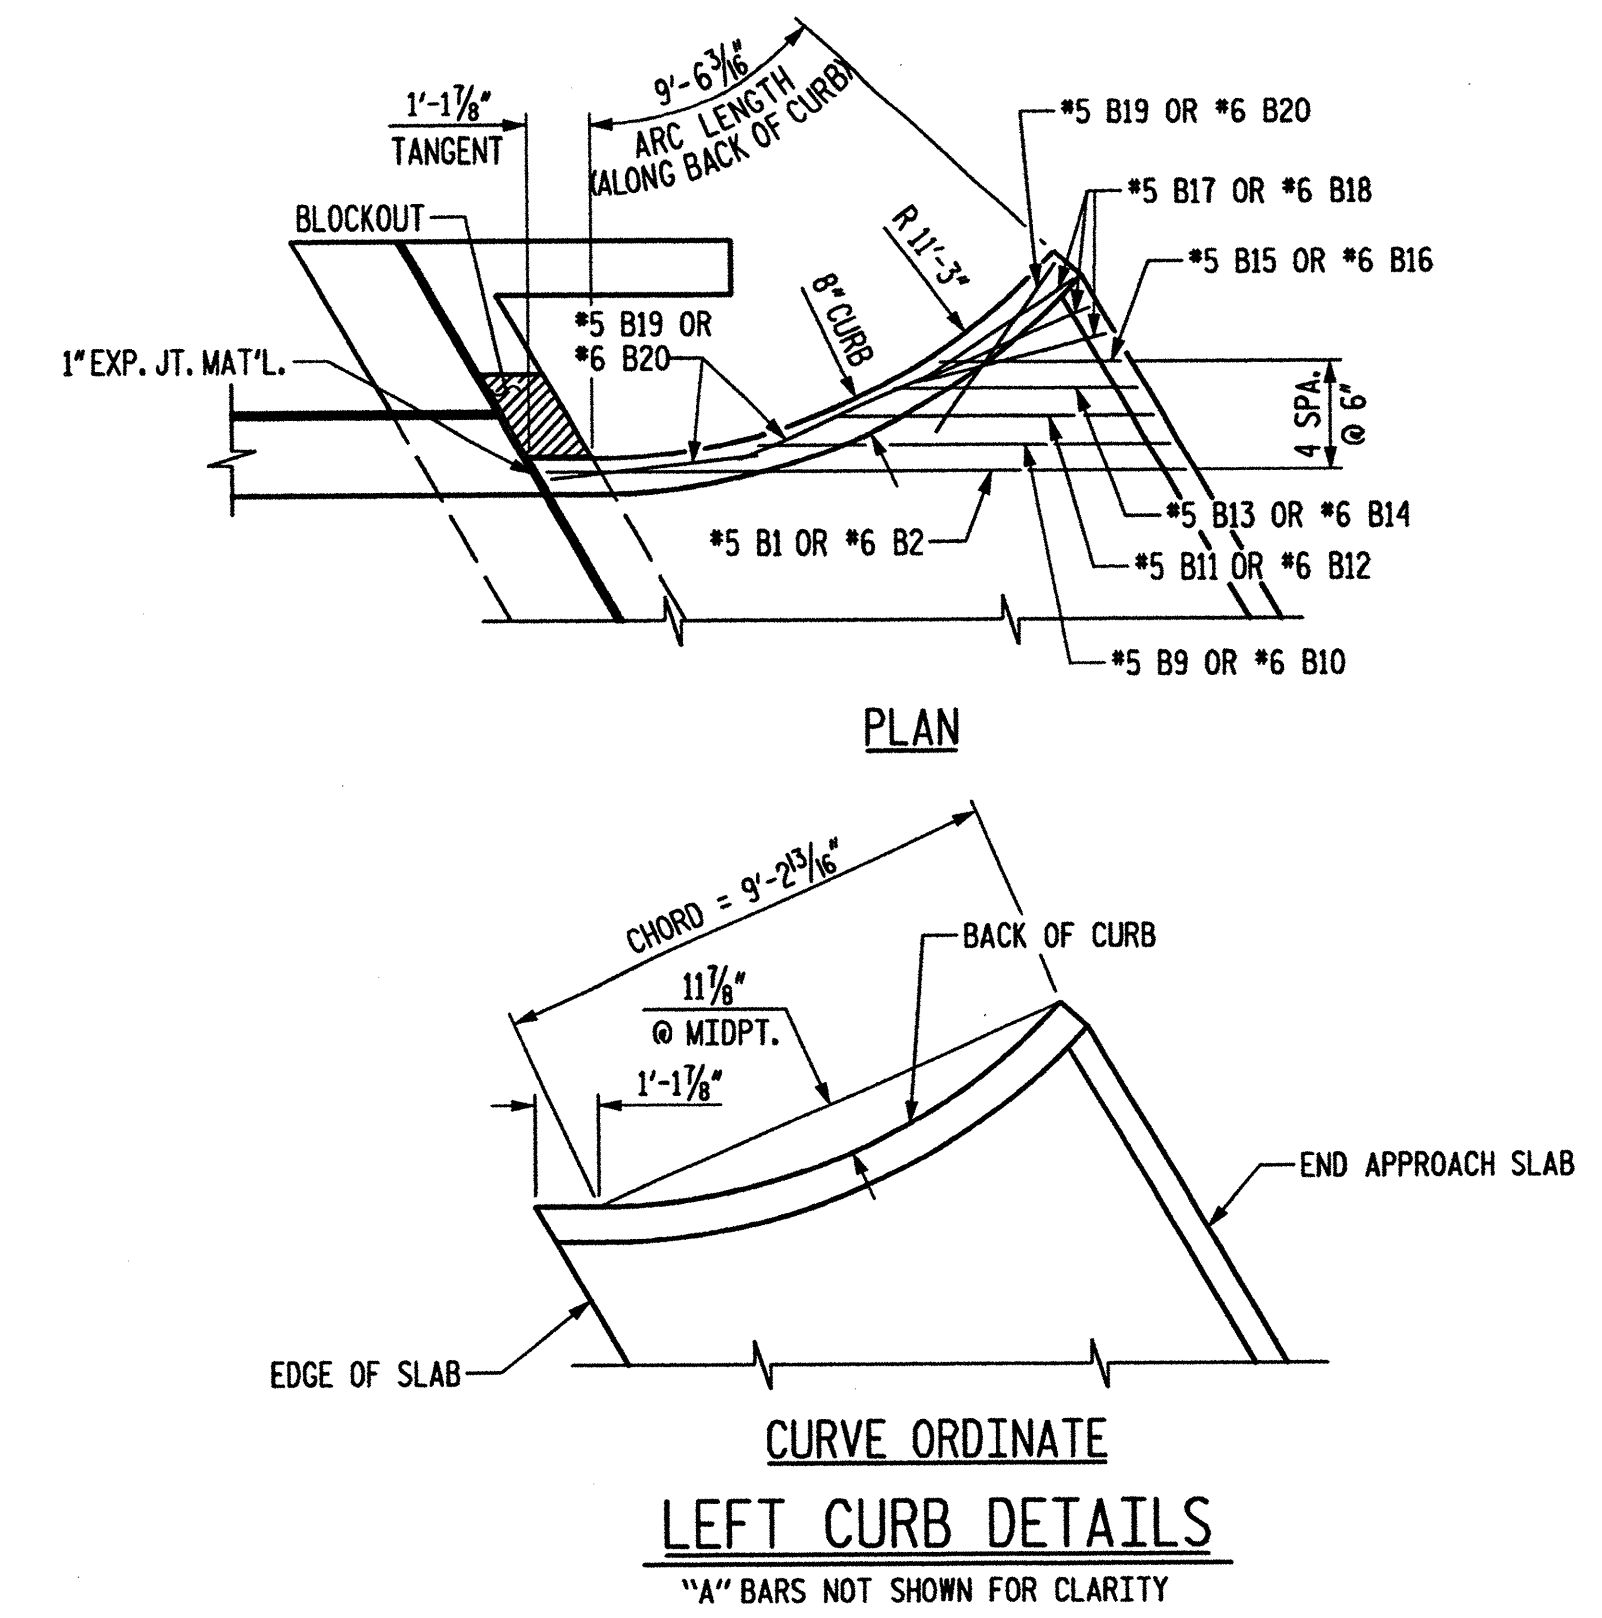 9'-6 3/16"
ARC LENGTH
(ALONG BACK OF CURB)
1'-1 7/8"
TANGENT
BLOCKOUT
1" EXP. JT. MAT'L.
#5 B19 OR
#6 B20
8" CURB
R 11'-3"
#5 B19 OR #6 B20
#5 B17 OR #6 B18
#5 B15 OR #6 B16
4 SPA.
@ 6"
#5 B13 OR #6 B14
#5 B1 OR #6 B2
#5 B11 OR #6 B12
#5 B9 OR #6 B10
PLAN
CHORD = 9'-2 13/16"
BACK OF CURB
11 7/8"
@ MIDPT.
1'-1 7/8"
END APPROACH SLAB
EDGE OF SLAB
CURVE ORDINATE
LEFT CURB DETAILS
"A" BARS NOT SHOWN FOR CLARITY